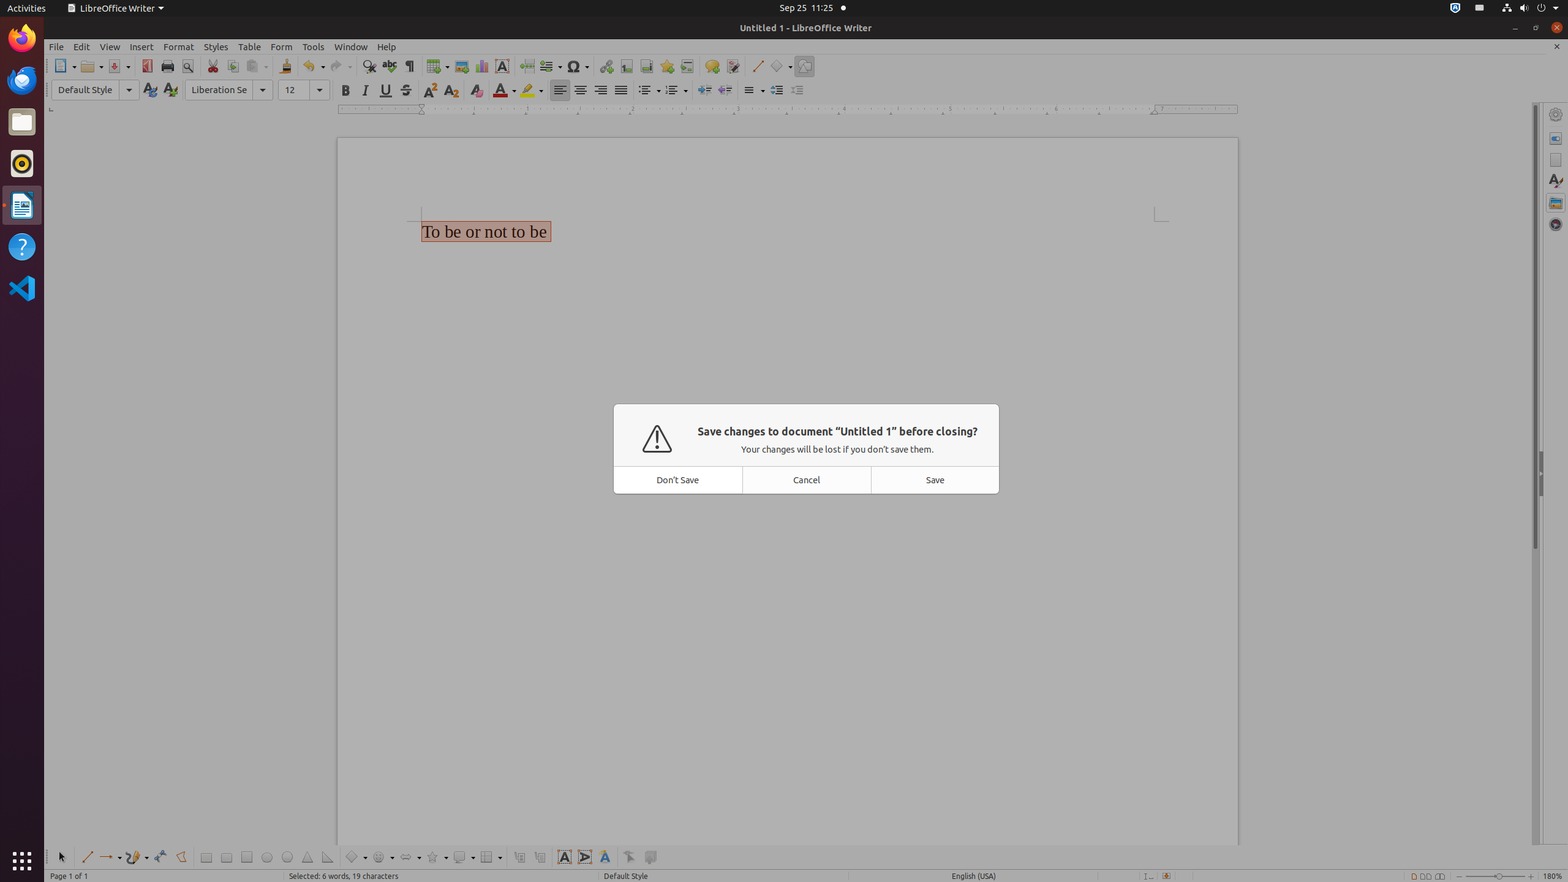 Activities
LibreOffice Writer
Sep 25 11:25
Untitled 1 - LibreOffice Writer
File Edit View Insert Format Styles Table Form Tools Window Help
Default Style
Liberation Se
12
To be or not to be
Save changes to document “Untitled 1” before closing?
Your changes will be lost if you don’t save them.
Don’t Save
Cancel
Save
Page 1 of 1
Selected: 6 words, 19 characters
Default Style
English (USA)
180%